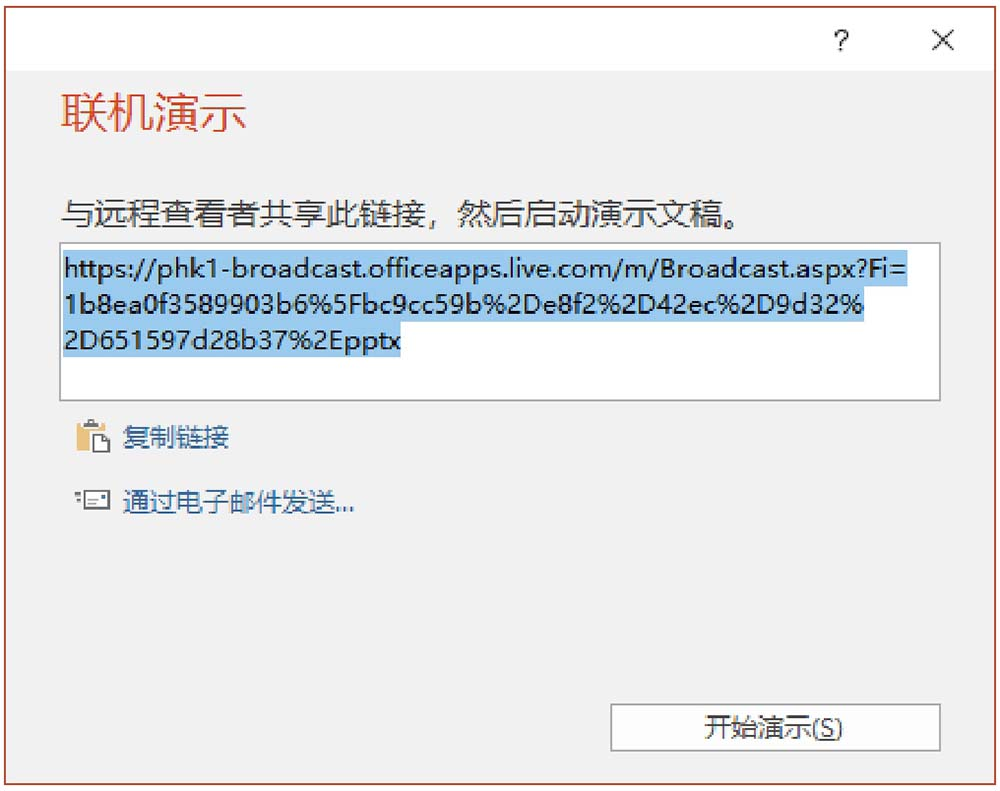 ?
联机演示
与远程查看者共享此链接，然后启动演示文稿。
https://phk1-broadcast.officeapps.live.com/m/Broadcast.aspx?Fi=
1b8ea0f3589903b6%5Fbc9cc59b%2De8f2%2D42ec%2D9d32%
2D651597d28b37%2Epptx
复制链接
通过电子邮件发送...
开始演示(S)